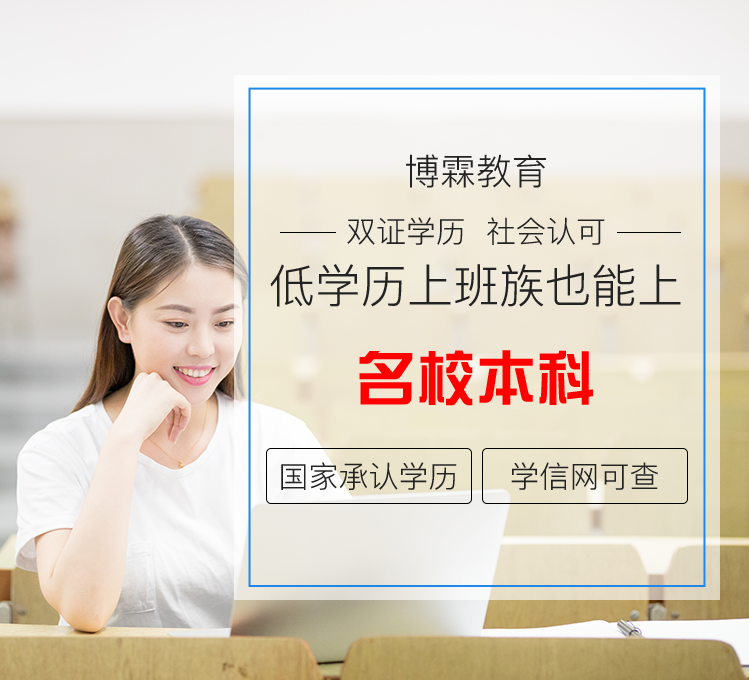 博霖教育
双证学历 社会认可
低学历上班族也能上
名校本科
国家承认学历 学信网可查